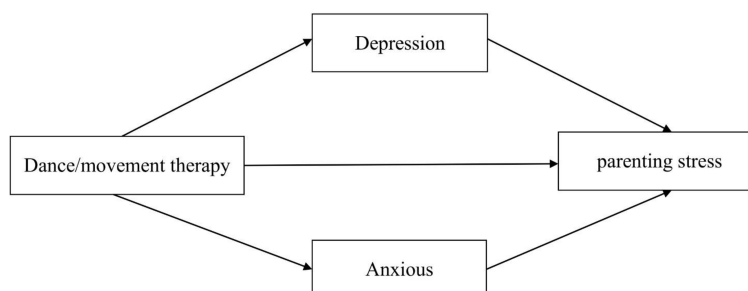 Depression
Dance/movement therapy
parenting stress
Anxious